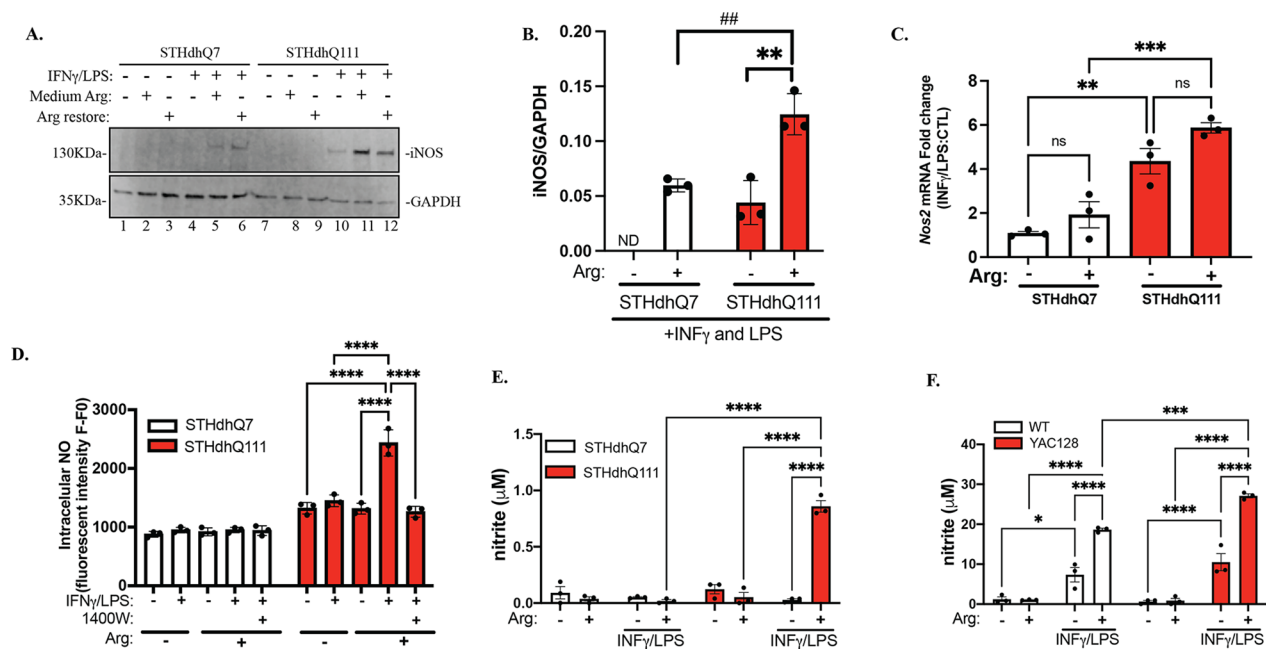 A.
STHdhQ7 STHdhQ111
IFNγ/LPS: - - - + + + - - - + + +
Medium Arg: - + - - + - - + - - + -
Arg restore: - - + - - + - - + - - +
130KDa- -iNOS
35KDa- -GAPDH
1 2 3 4 5 6 7 8 9 10 11 12
B.
##
**
iNOS/GAPDH
0.20
0.15
0.10
0.05
0.00
ND
Arg: - + - +
STHdhQ7 STHdhQ111
+INFγ and LPS
C.
***
**
ns
ns
Nos2 mRNA Fold change
(INFγ/LPS:CTL)
8
6
4
2
0
Arg: - + - +
STHdhQ7 STHdhQ111
D.
****
**** ****
****
Intracelular NO
(fluorescent intensity F-F0)
3000
2000
1000
0
STHdhQ7
STHdhQ111
IFNγ/LPS: - + - + + - + - + +
1400W: + +
Arg: - + - +
E.
****
****
****
nitrite (μM)
1.5
1.0
0.5
0.0
STHdhQ7
STHdhQ111
Arg: - + - + - + - +
INFγ/LPS INFγ/LPS
F.
***
**** ****
**** ****
* ****
nitrite (μM)
40
30
20
10
0
WT
YAC128
Arg: - + - + - + - +
INFγ/LPS INFγ/LPS